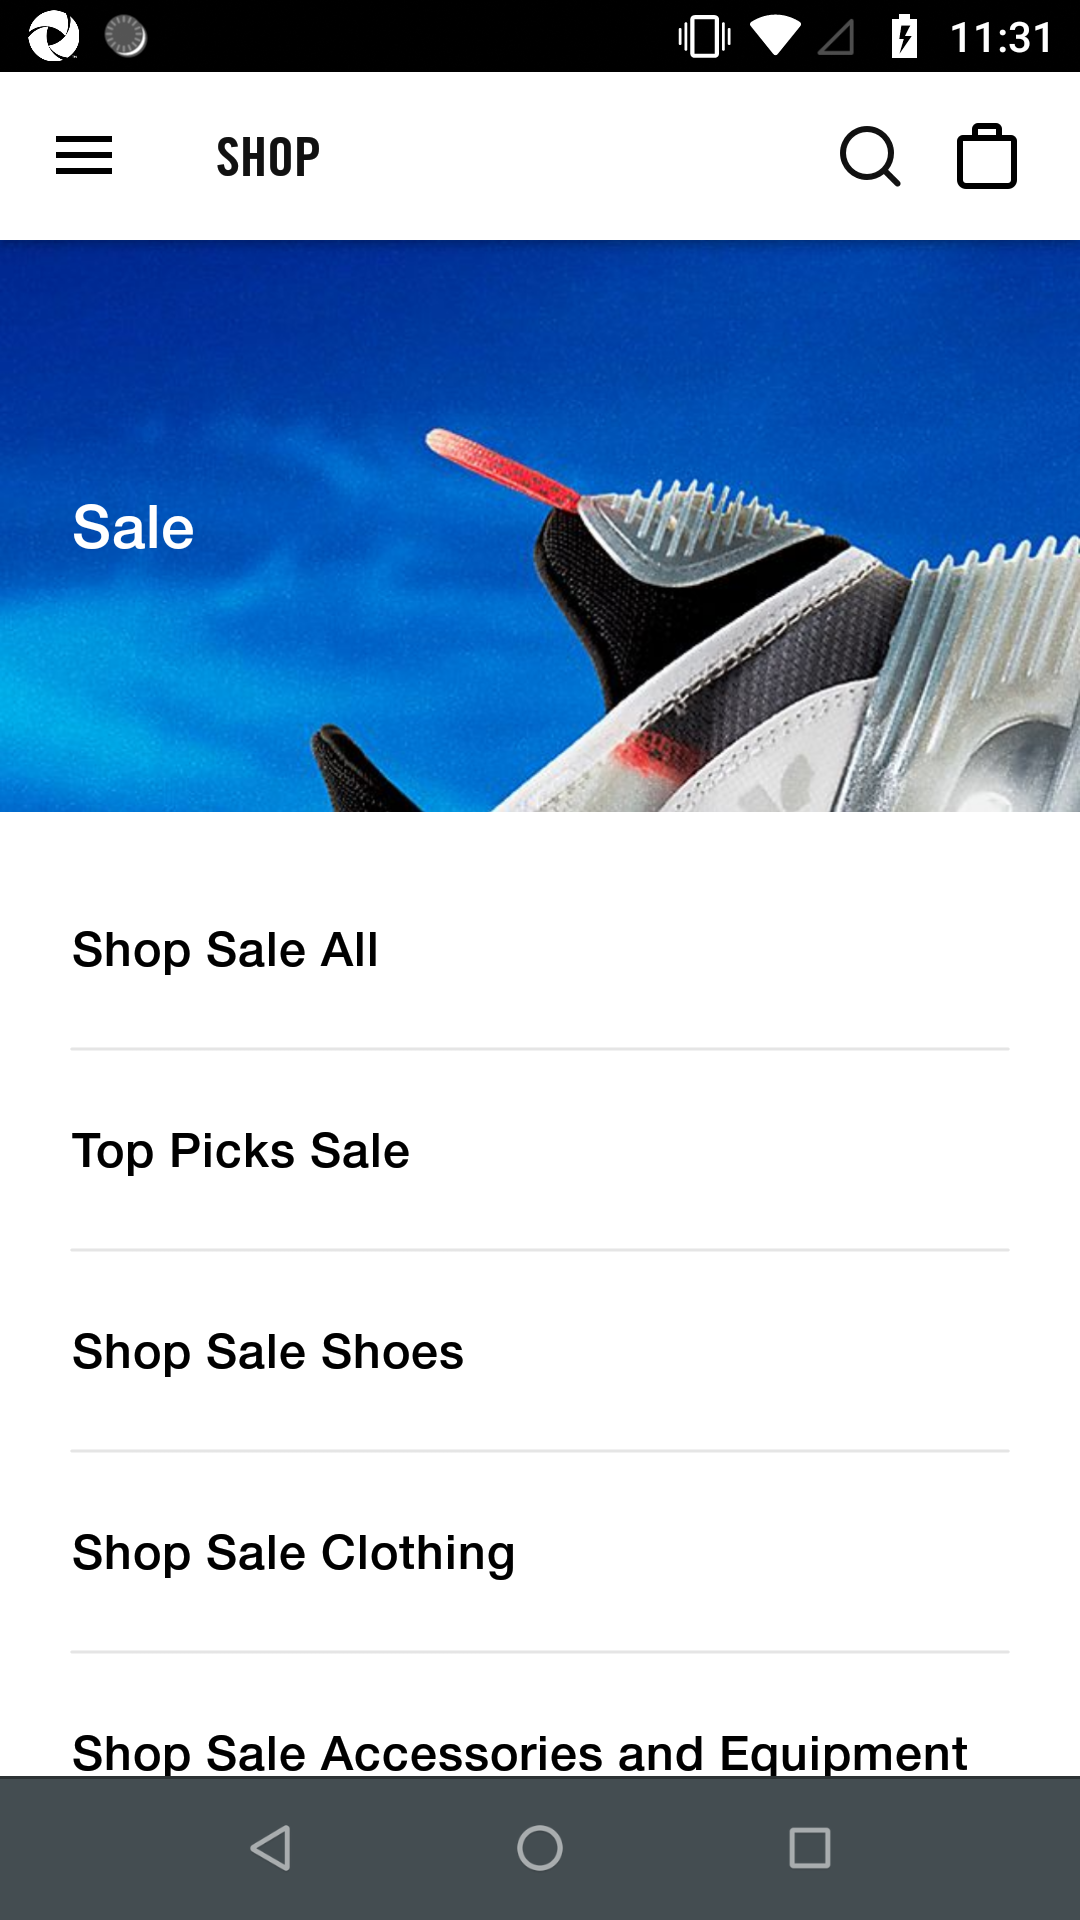 11:31
SHOP
Sale
Shop Sale All
Top Picks Sale
Shop Sale Shoes
Shop Sale Clothing
Shop Sale Accessories and Equipment